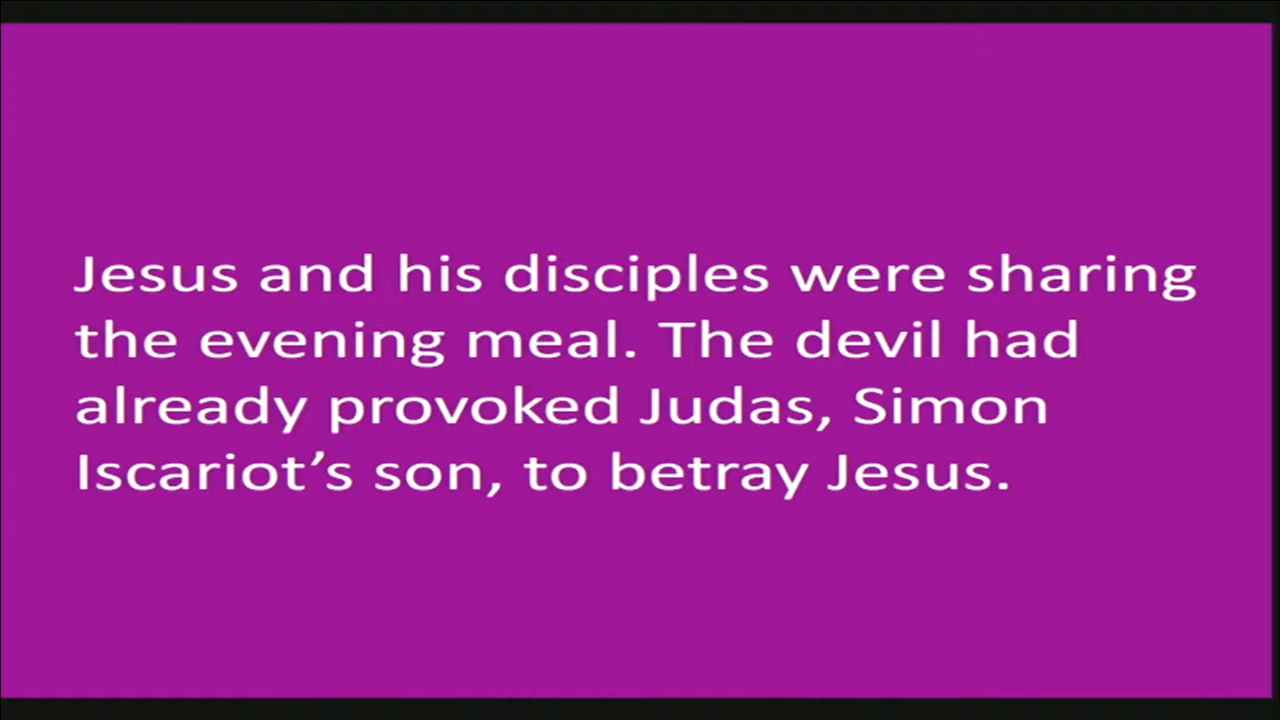 Jesus and his disciples were sharing
the evening meal. The devil had
already provoked Judas, Simon
Iscariot’s son, to betray Jesus.